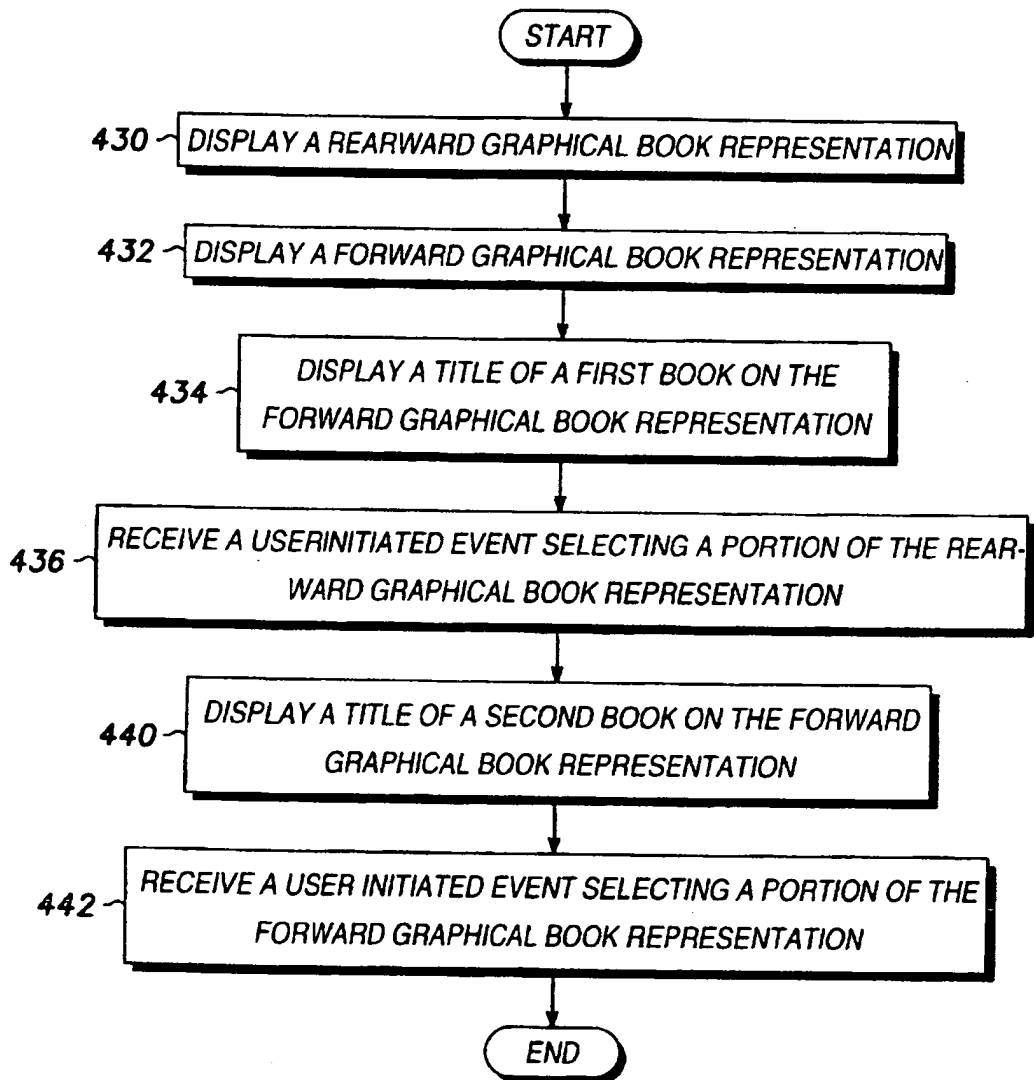 START
430 DISPLAY A REARWARD GRAPHICAL BOOK REPRESENTATION
432 DISPLAY A FORWARD GRAPHICAL BOOK REPRESENTATION
434 DISPLAY A TITLE OF A FIRST BOOK ON THE
FORWARD GRAPHICAL BOOK REPRESENTATION
436 RECEIVE A USERINITIATED EVENT SELECTING A PORTION OF THE REAR-
WARD GRAPHICAL BOOK REPRESENTATION
440 DISPLAY A TITLE OF A SECOND BOOK ON THE FORWARD
GRAPHICAL BOOK REPRESENTATION
442 RECEIVE A USER INITIATED EVENT SELECTING A PORTION OF THE
FORWARD GRAPHICAL BOOK REPRESENTATION
END